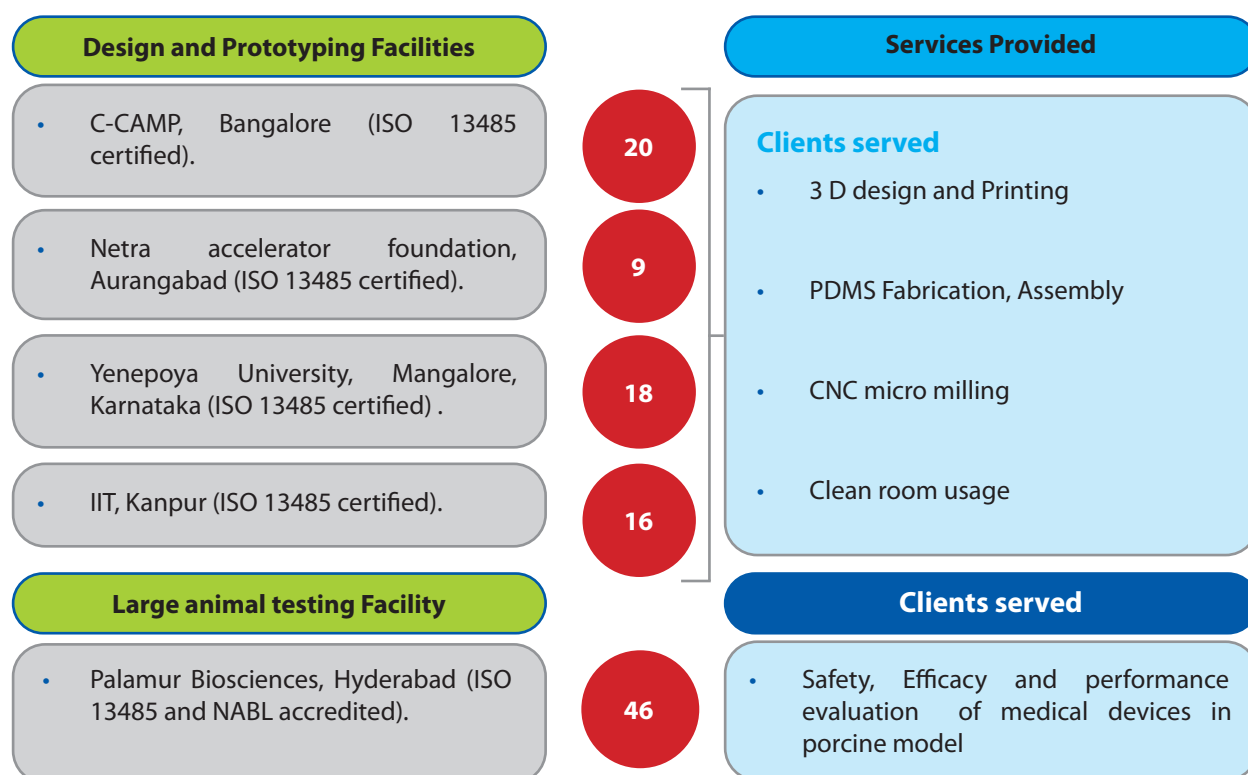 Design and Prototyping Facilities
Services Provided
• C-CAMP, Bangalore (ISO 13485
certified).
20
• Netra accelerator foundation,
Aurangabad (ISO 13485 certified).
9
• Yenepoya University, Mangalore,
Karnataka (ISO 13485 certified) .
18
• IIT, Kanpur (ISO 13485 certified).
16
Clients served
• 3 D design and Printing
• PDMS Fabrication, Assembly
• CNC micro milling
• Clean room usage
Large animal testing Facility
Clients served
• Palamur Biosciences, Hyderabad (ISO
13485 and NABL accredited).
46
• Safety, Efficacy and performance
evaluation of medical devices in
porcine model